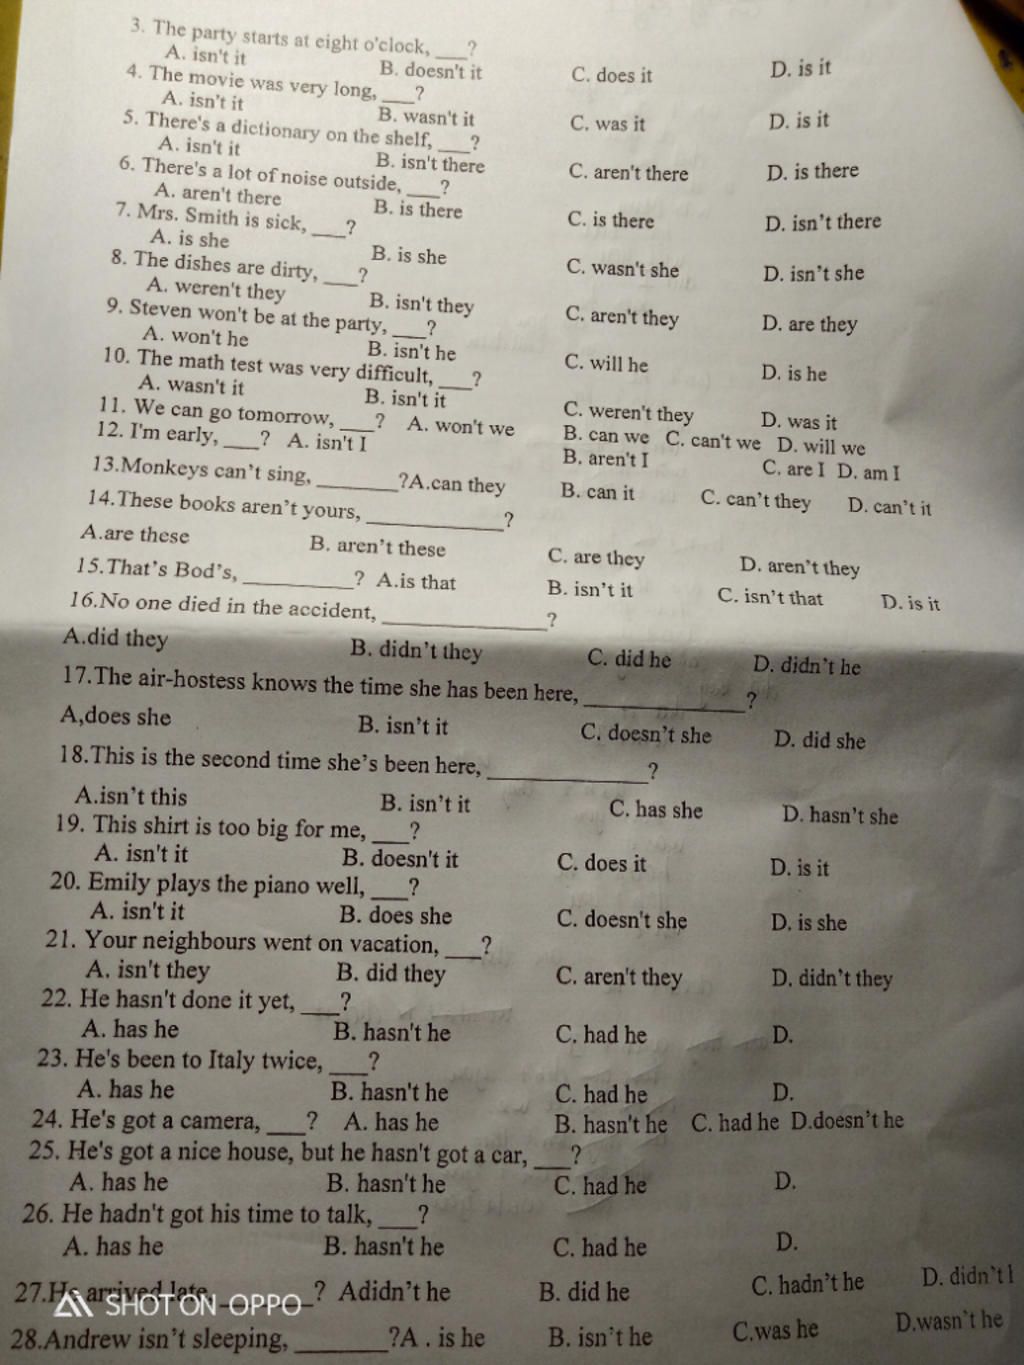 3. The party starts at eight o'clock, ___?
A. isn't it B. doesn't it C. does it D. is it
4. The movie was very long, ___?
A. isn't it B. wasn't it C. was it D. is it
5. There's a dictionary on the shelf, ___?
A. isn't it B. isn't there C. aren't there D. is there
6. There's a lot of noise outside, ___?
A. aren't there B. is there C. is there D. isn't there
7. Mrs. Smith is sick, ___?
A. is she B. is she C. wasn't she D. isn't she
8. The dishes are dirty, ___?
A. weren't they B. isn't they C. aren't they D. are they
9. Steven won't be at the party, ___?
A. won't he B. isn't he C. will he D. is he
10. The math test was very difficult, ___?
A. wasn't it B. isn't it C. weren't they D. was it
11. We can go tomorrow, ___? A. won't we B. can we C. can't we D. will we
12. I'm early, ___? A. isn't I B. aren't I C. are I D. am I
13.Monkeys can't sing, ________?A.can they B. can it C. can't they D. can't it
14.These books aren't yours, _____________?
A.are these B. aren't these C. are they D. aren't they
15.That's Bod's, ___________? A.is that B. isn't it C. isn't that D. is it
16.No one died in the accident, ________________?
A.did they B. didn't they C. did he D. didn't he
17.The air-hostess knows the time she has been here, ________________?
A,does she B. isn't it C. doesn't she D. did she
18.This is the second time she's been here, ________________?
A.isn't this B. isn't it C. has she D. hasn't she
19. This shirt is too big for me, ___?
A. isn't it B. doesn't it C. does it D. is it
20. Emily plays the piano well, ___?
A. isn't it B. does she C. doesn't she D. is she
21. Your neighbours went on vacation, ___?
A. isn't they B. did they C. aren't they D. didn't they
22. He hasn't done it yet, ___?
A. has he B. hasn't he C. had he D.
23. He's been to Italy twice, ___?
A. has he B. hasn't he C. had he D.
24. He's got a camera, ___? A. has he B. hasn't he C. had he D.doesn't he
25. He's got a nice house, but he hasn't got a car, ___?
A. has he B. hasn't he C. had he D.
26. He hadn't got his time to talk, ___?
A. has he B. hasn't he C. had he D.
27.He arrived late, _________? Adidn't he B. did he C. hadn't he D. didn't
SHOT ON OPPO
28.Andrew isn't sleeping, _________?A . is he B. isn't he C.was he D.wasn't he